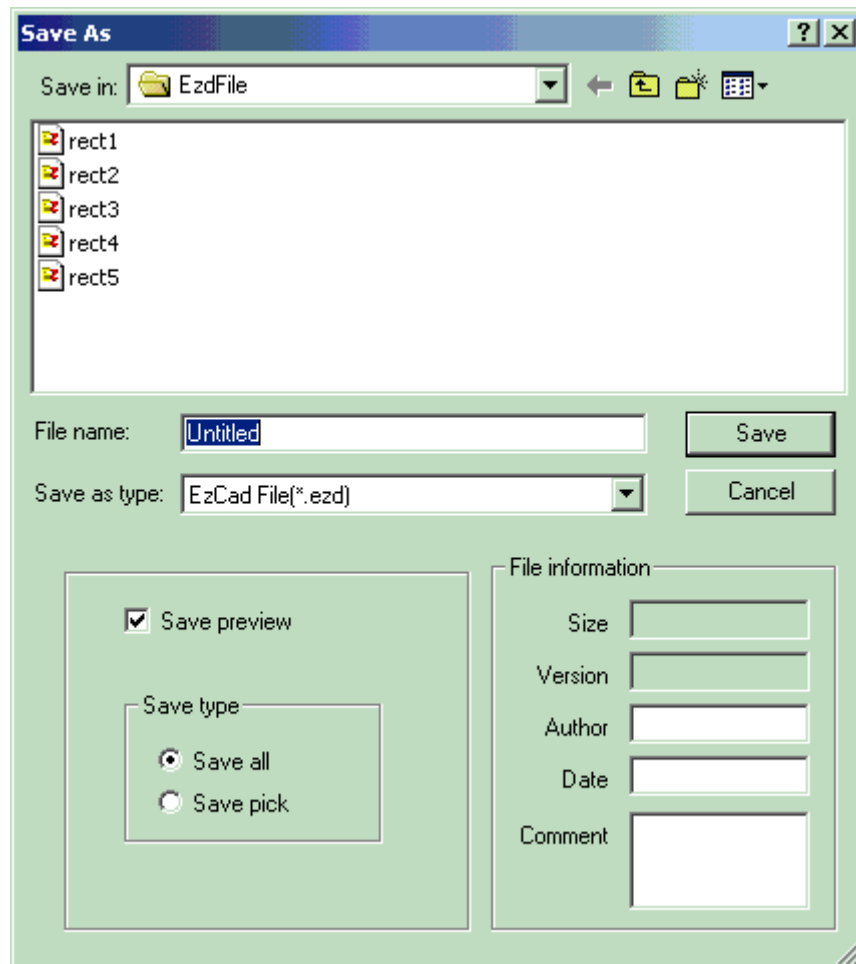 Save As
Save in: EzdFile
rect1
rect2
rect3
rect4
rect5
File name: Untitled Save
Save as type: EzCad File(*.ezd) Cancel
File information
Save preview
Size
Version
Save type
Author
Save all
Date
Save pick
Comment